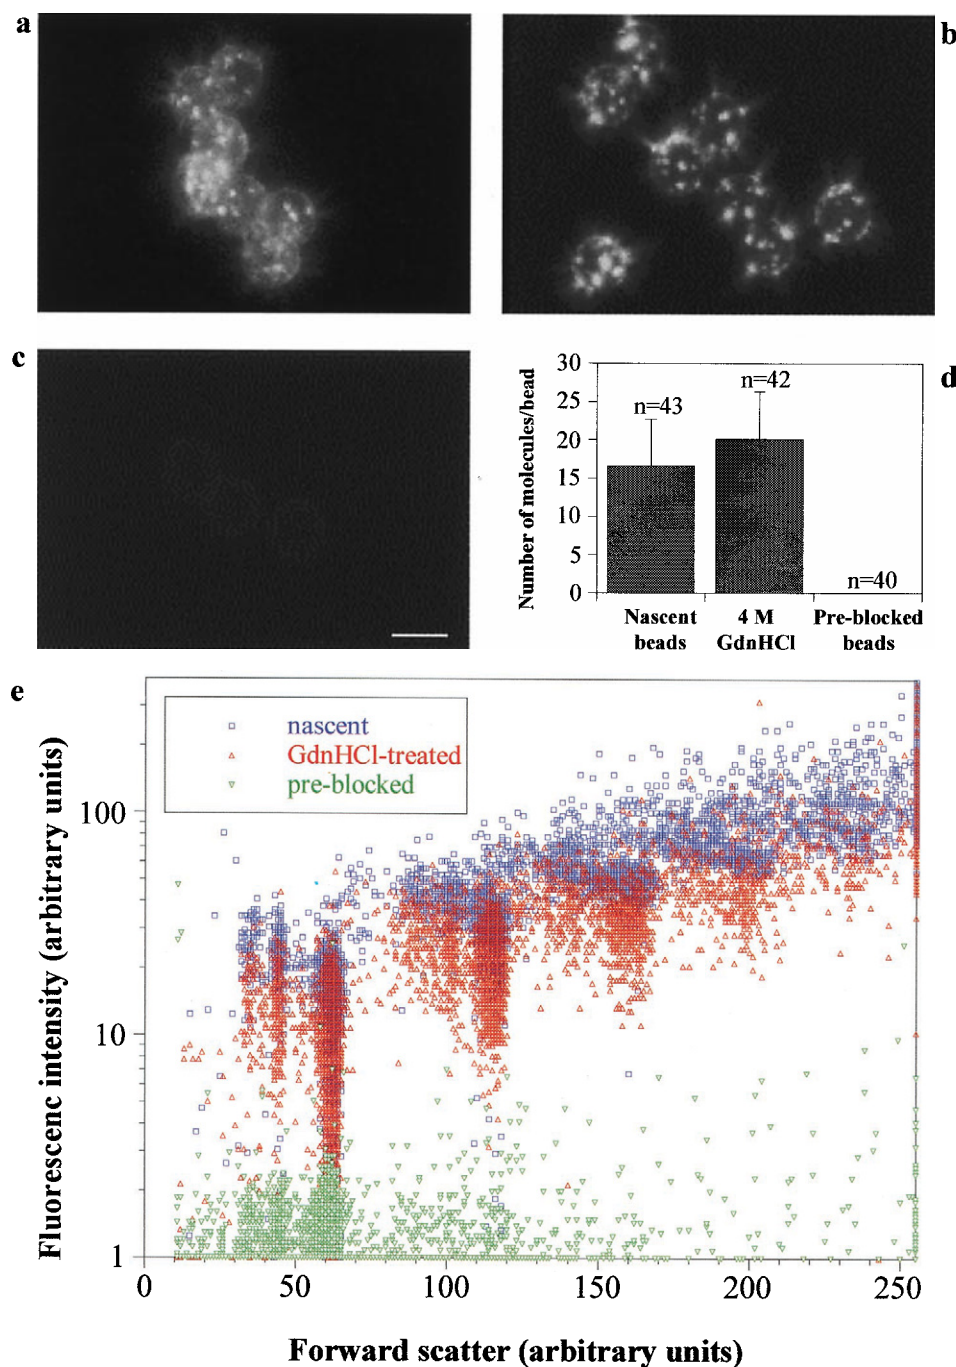 a
b
c
d
30
25
20
15
10
5
0
Number of molecules/bead
n=43
n=42
n=40
Nascent beads
4 M GdnHCl
Pre-blocked beads
e
nascent
GdnHCl-treated
pre-blocked
100
10
1
Fluorescenc intensity (arbitrary units)
0
50
100
150
200
250
Forward scatter (arbitrary units)